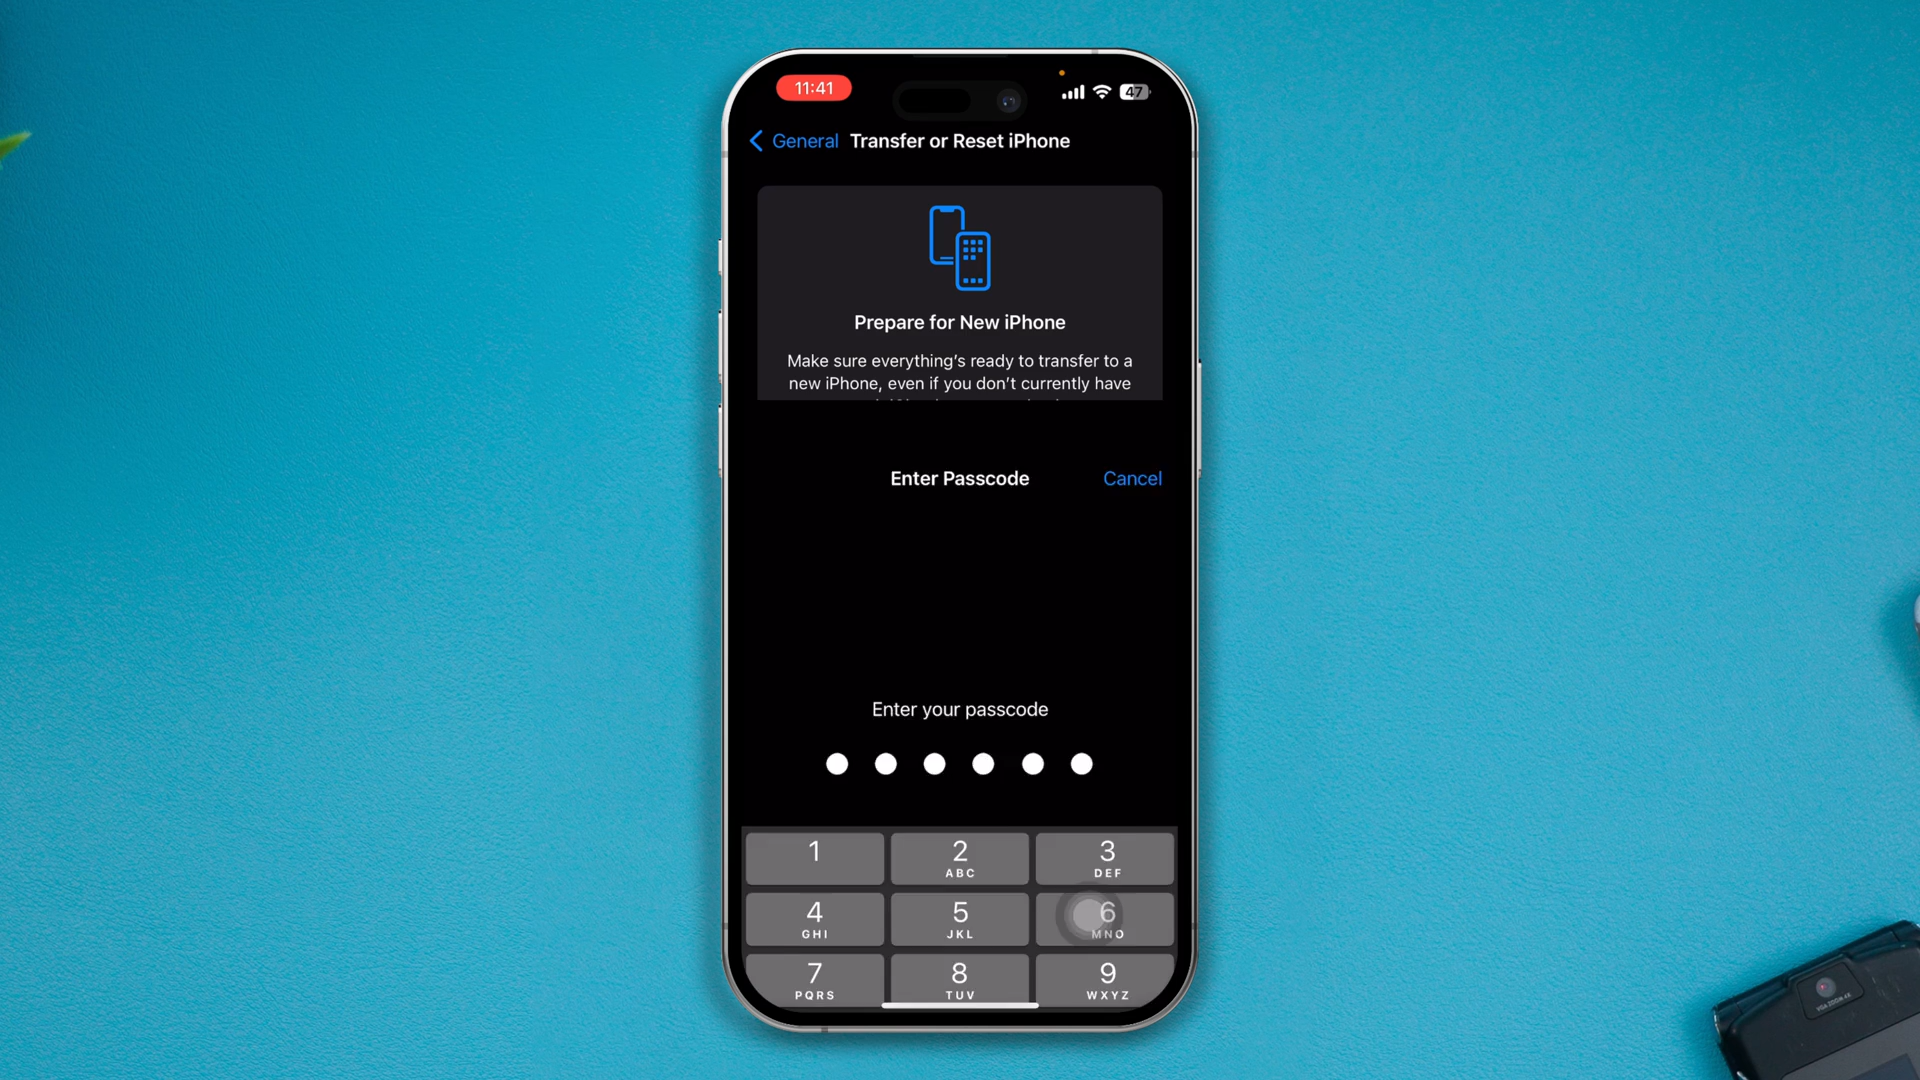 11:41
47
General Transfer or Reset iPhone
Prepare for New iPhone
Make sure everything's ready to transfer to a
new iPhone, even if you don't currently have
Enter Passcode Cancel
Enter your passcode
1 2 3
ABC DEF
4 5 6
GHI JKL MNO
7 8 9
PQRS TUV WXYZ